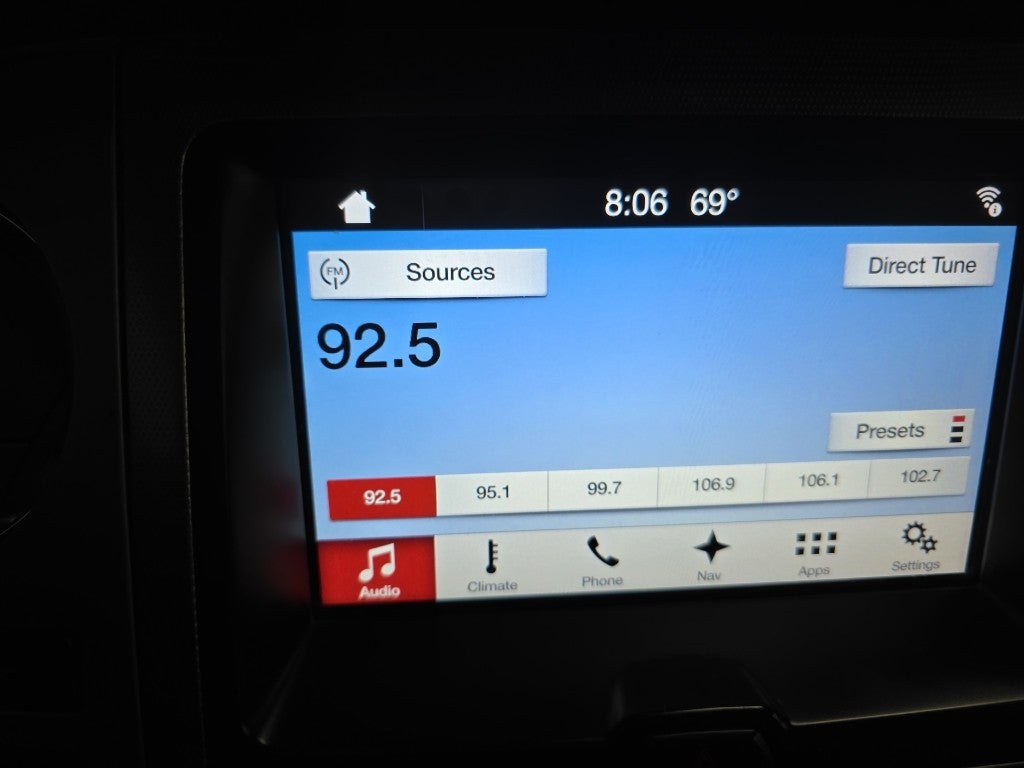 8:06 69°
FM Sources
Direct Tune
92.5
Presets
92.5 95.1 99.7 106.9 106.1 102.7
Audio Climate Phone Nav Apps Settings